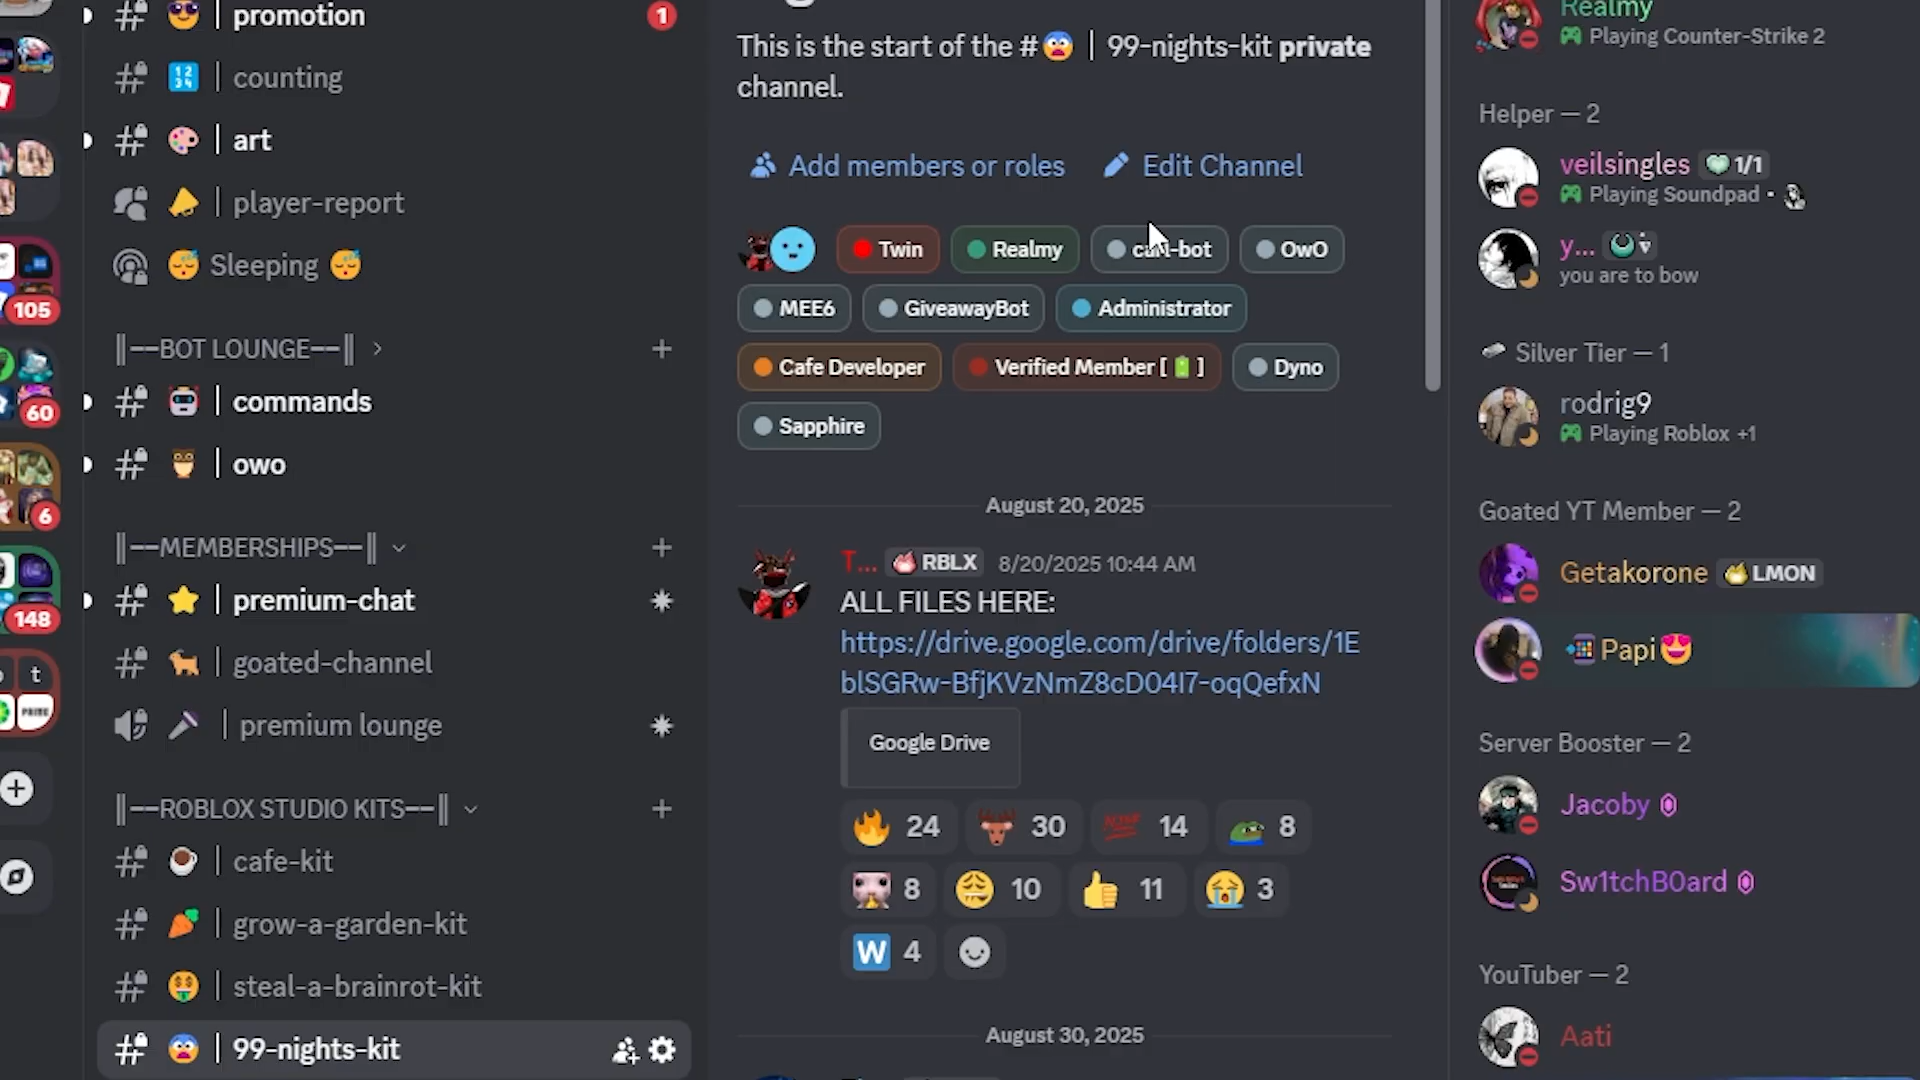 promotion
1
counting
art
player-report
Sleeping
105
||––BOT LOUNGE––||
commands
60
owo
6
||––MEMBERSHIPS––||
premium-chat
148
goated-channel
t
premium lounge
||––ROBLOX STUDIO KITS––||
cafe-kit
grow-a-garden-kit
steal-a-brainrot-kit
99-nights-kit
This is the start of the # | 99-nights-kit private
channel.
Add members or roles
Edit Channel
Twin
Realmy
OwO
MEE6
GiveawayBot
Administrator
Cafe Developer
Verified Member [ ]
Dyno
Sapphire
August 20, 2025
T... RBLX 8/20/2025 10:44 AM
ALL FILES HERE:
https://drive.google.com/drive/folders/1E
blSGRw-BfjKVzNmZ8cD04I7-oqQefxN
Google Drive
24 30 14 8
8 10 11 3
W 4
August 30, 2025
Realmy
Playing Counter-Strike 2
Helper — 2
veilsingles 1/1
Playing Soundpad •
y...
you are to bow
Silver Tier — 1
rodrig9
Playing Roblox +1
Goated YT Member — 2
Getakorone LMON
Papi
Server Booster — 2
Jacoby
Sw1tchB0ard
YouTuber — 2
Aati